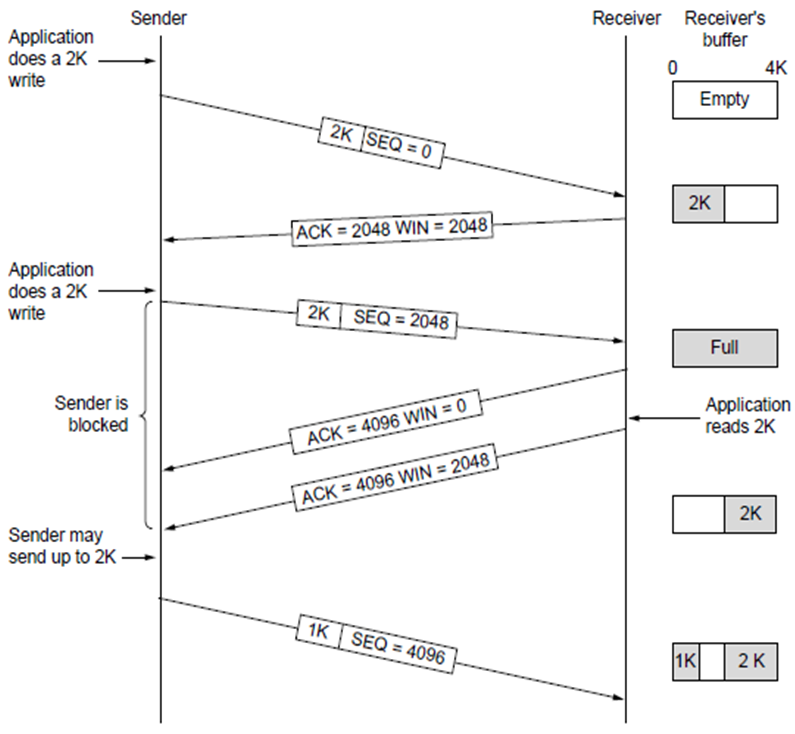 Sender
Receiver
Receiver's
buffer
Application
does a 2K
write
0
4K
Empty
2K
SEQ = 0
2K
ACK = 2048 WIN = 2048
Application
does a 2K
write
2K
SEQ = 2048
Full
Sender is
blocked
ACK = 4096 WIN = 0
Application
reads 2K
ACK = 4096 WIN = 2048
2K
Sender may
send up to 2K
1K
SEQ = 4096
1K
2 K